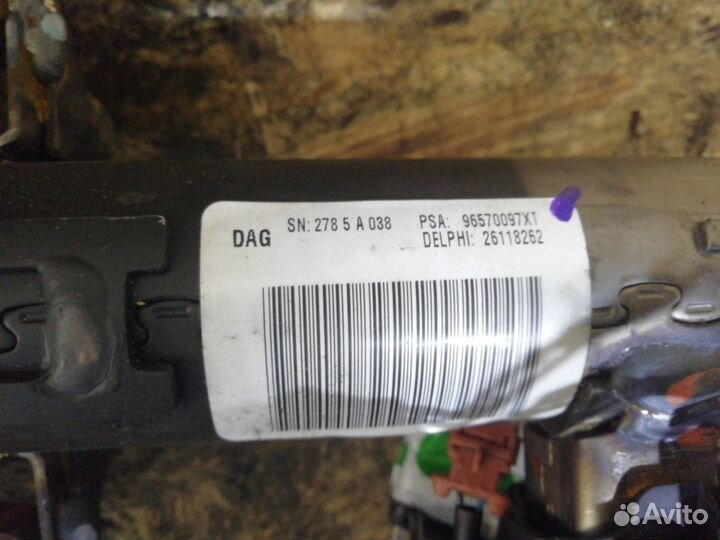 DAG
SN: 278 5 A 038
PSA: 96570097XT
DELPHI: 26118262
Avito